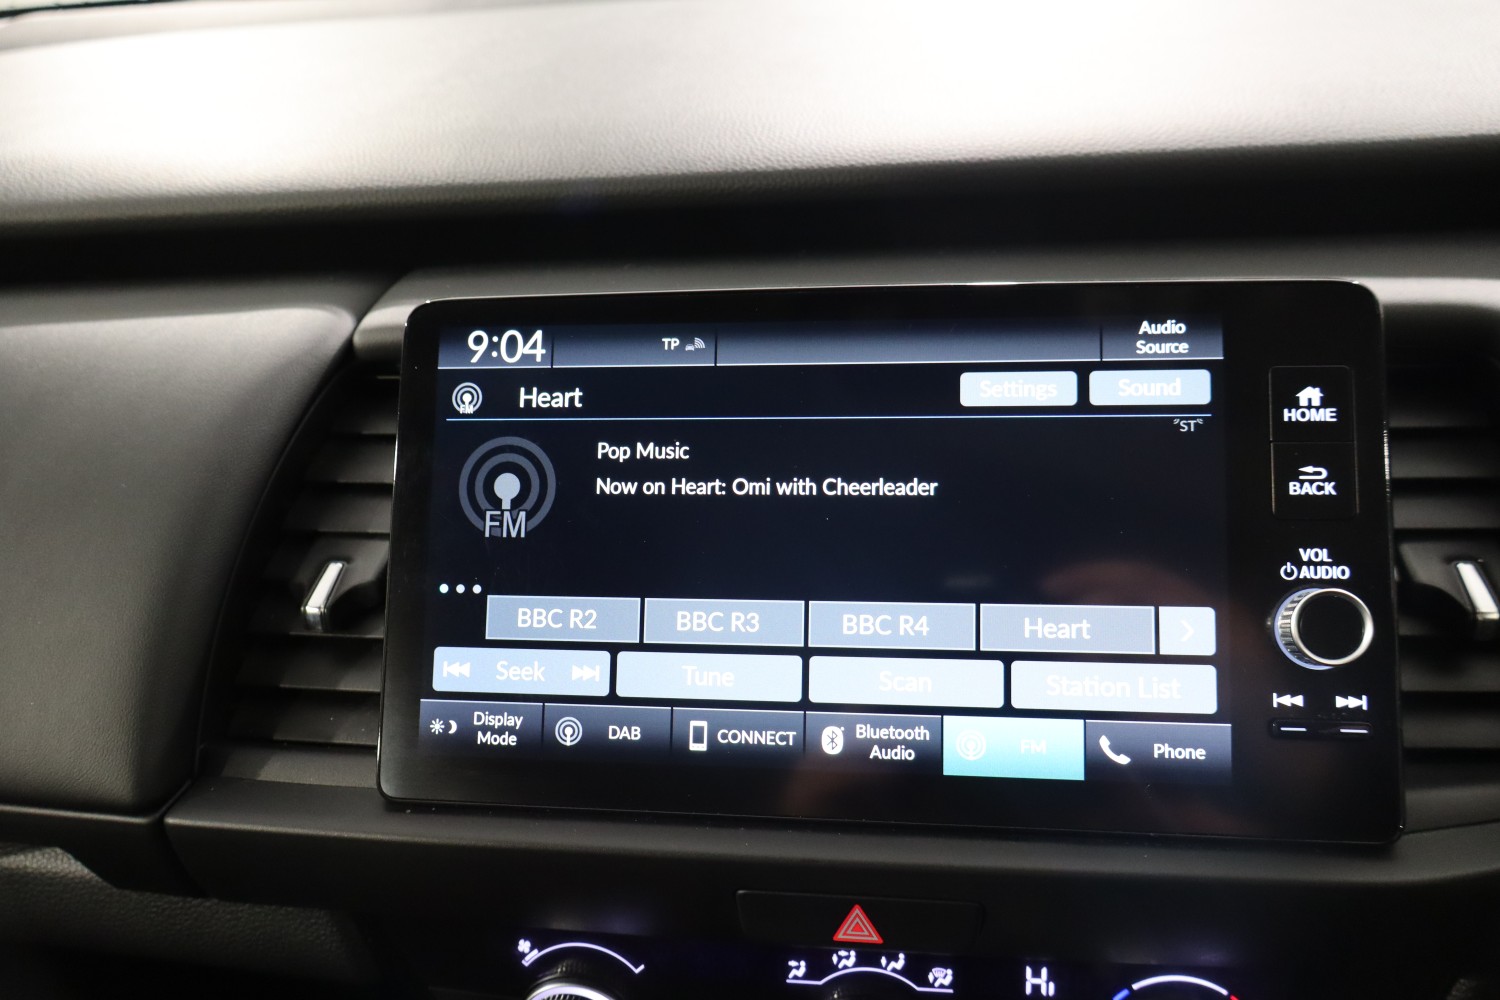 9:04
TP
Audio
Source
FM
Heart
Settings
Sound
ST
Pop Music
Now on Heart: Omi with Cheerleader
FM
BBC R2
BBC R3
BBC R4
Heart
Seek
Tune
Scan
Station List
Display
Mode
DAB
CONNECT
Bluetooth
Audio
FM
Phone
HOME
BACK
VOL
AUDIO
Hi